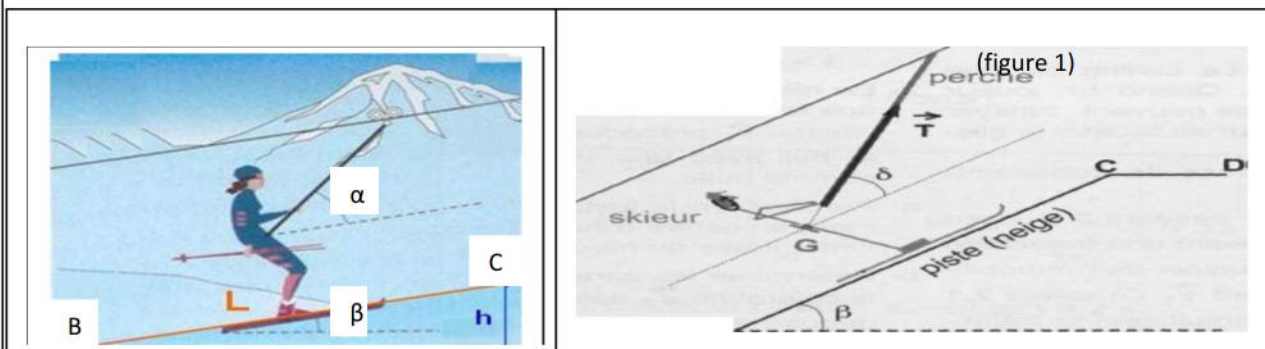 α
C
L
β
h
B
(figure 1)
perche
T
C
D
δ
skieur
G
piste (neige)
β